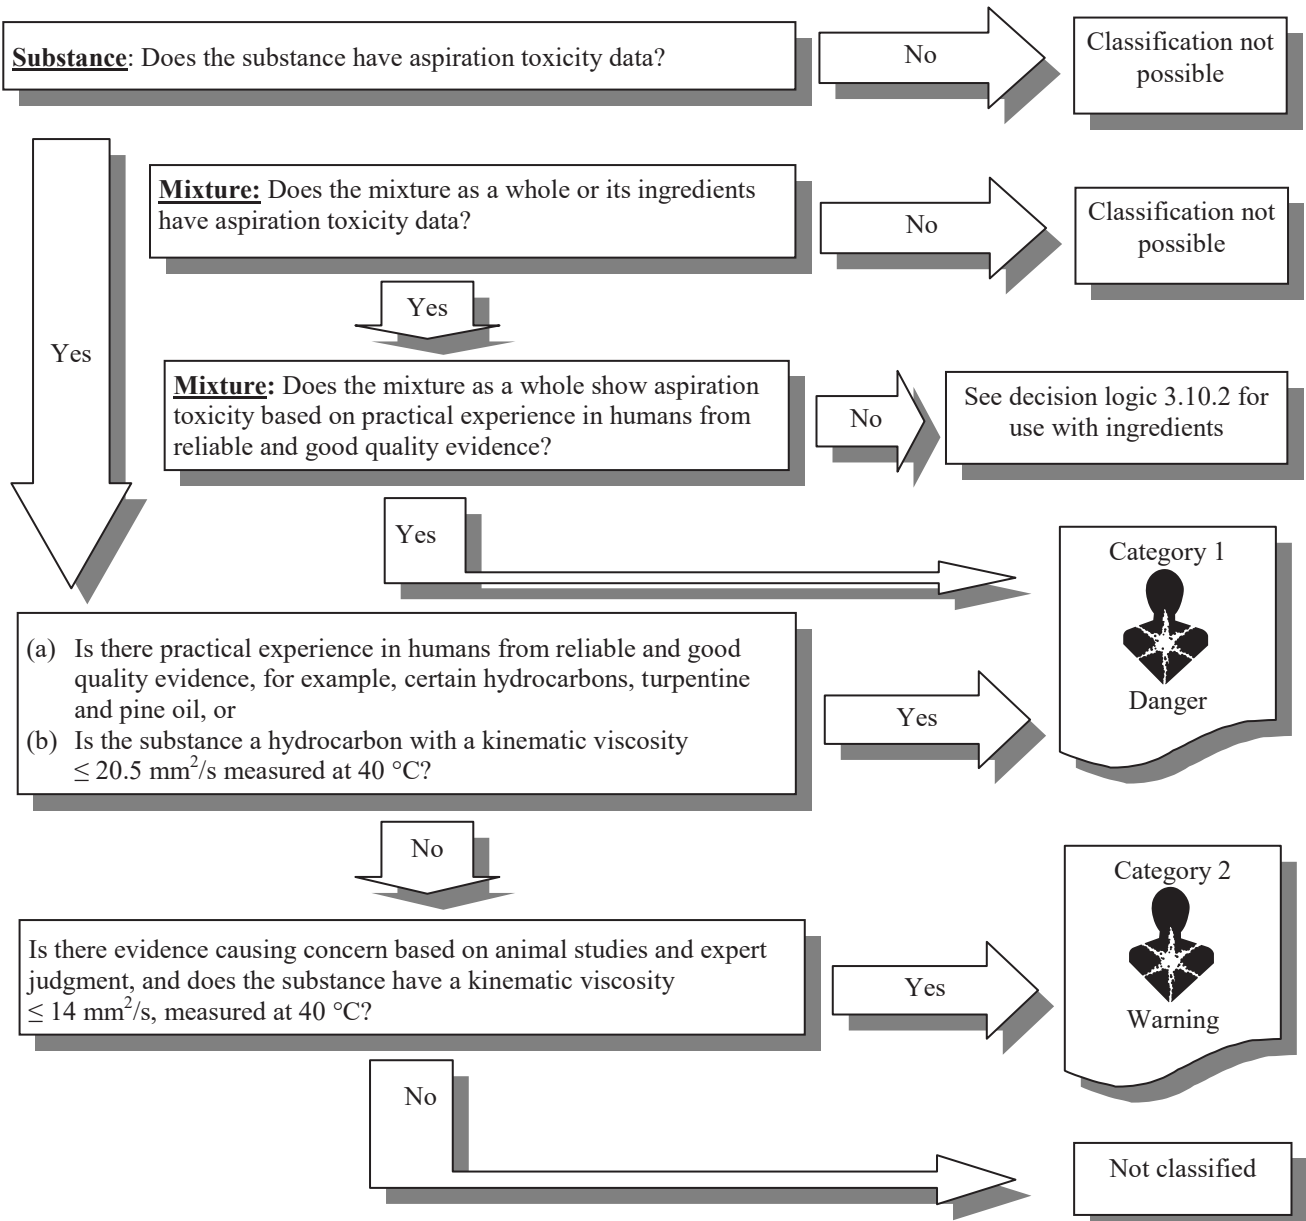 Substance: Does the substance have aspiration toxicity data?
No
Classification not
possible
Mixture: Does the mixture as a whole or its ingredients
have aspiration toxicity data?
No
Classification not
possible
Yes
Yes
Mixture: Does the mixture as a whole show aspiration
toxicity based on practical experience in humans from
reliable and good quality evidence?
No
See decision logic 3.10.2 for
use with ingredients
Yes
Category 1
Danger
(a) Is there practical experience in humans from reliable and good
quality evidence, for example, certain hydrocarbons, turpentine
and pine oil, or
(b) Is the substance a hydrocarbon with a kinematic viscosity
≤ 20.5 mm²/s measured at 40 °C?
Yes
No
Category 2
Warning
Is there evidence causing concern based on animal studies and expert
judgment, and does the substance have a kinematic viscosity
≤ 14 mm²/s, measured at 40 °C?
Yes
No
Not classified